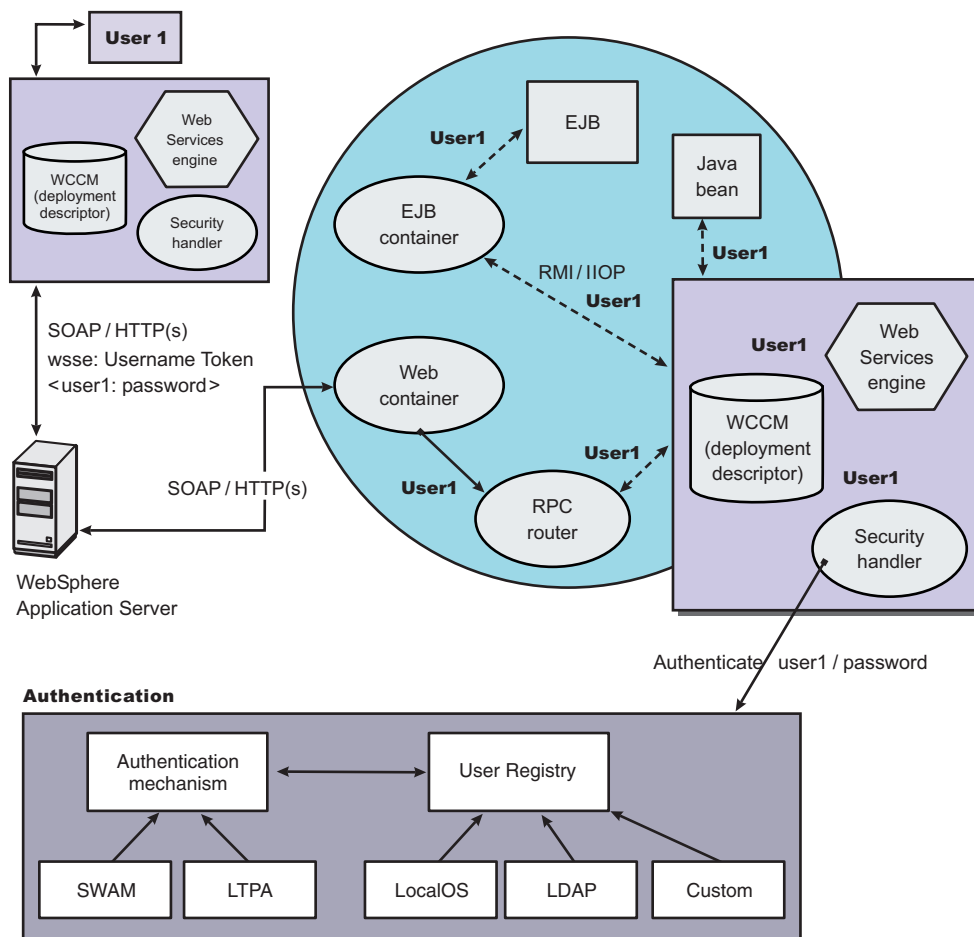 User 1
Web
Services
engine
WCCM
(deployment
descriptor)
Security
handler
SOAP / HTTP(s)
wsse: Username Token
<user1: password>
WebSphere
Application Server
SOAP / HTTP(s)
EJB
User1
EJB
container
Java
bean
User1
RMI / IIOP
User1
Web
container
User1
RPC
router
User1
User1
Web
Services
engine
WCCM
(deployment
descriptor)
User1
Security
handler
Authenticate user1 / password
Authentication
Authentication
mechanism
User Registry
SWAM
LTPA
LocalOS
LDAP
Custom